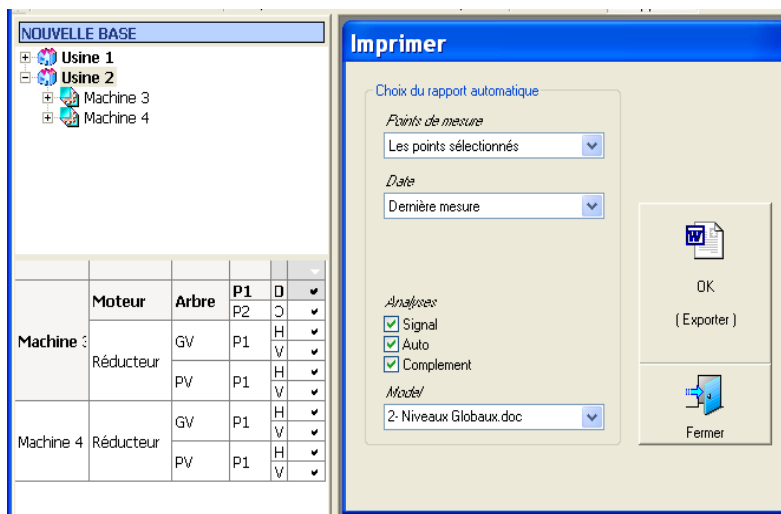 NOUVELLE BASE
Usine 1
Usine 2
Machine 3
Machine 4
Moteur Arbre P1 D
P2
Machine
Réducteur GV P1 H
V
PV P1 H
V
Machine 4 Réducteur GV P1 H
V
PV P1 H
V
Imprimer
Choix du rapport automatique
Points de mesure
Les points sélectionnés
Date
Dernière mesure
Analyses
Signal
Auto
Complement
Model
2- Niveaux Globaux.doc
OK
( Exporter )
Fermer